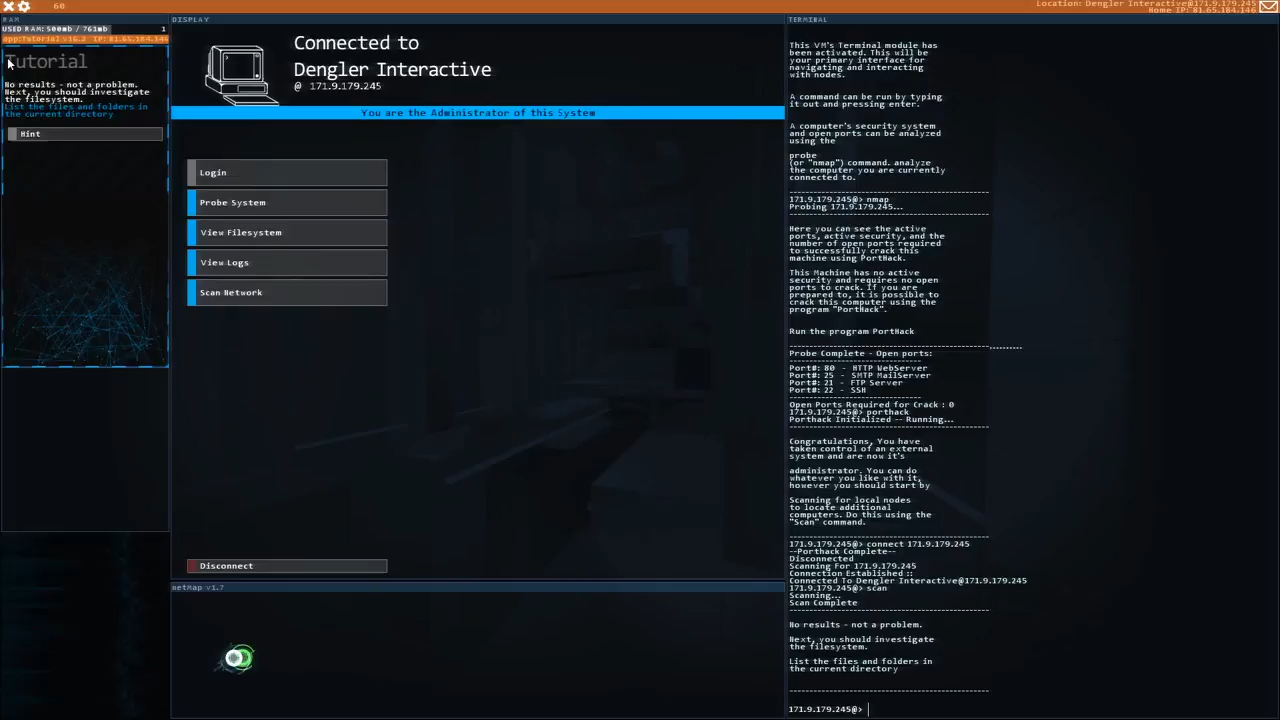 60
Location: Dengler Interactive@171.9.179.245
Home IP: 81.65.184.146
RAM
USED RAM: 500mb / 761mb 1
app:Tutorial v16.2 IP: 81.65.184.146
Tutorial
No results - not a problem.
Next, you should investigate
the filesystem.
List the files and folders in
the current directory
Hint
DISPLAY
Connected to
Dengler Interactive
@ 171.9.179.245
You are the Administrator of this System
Login
Probe System
View Filesystem
View Logs
Scan Network
Disconnect
netMap v1.7
TERMINAL
This VM's Terminal module has
been activated. This will be
your primary interface for
navigating and interacting
with nodes.
A command can be run by typing
it out and pressing enter.
A computer's security system
and open ports can be analyzed
using the
probe
(or "nmap") command. analyze
the computer you are currently
connected to.
---------------------------------------------------
171.9.179.245@> nmap
Probing 171.9.179.245...
---------------------------------------------------
Here you can see the active
ports, active security, and the
number of open ports required
to successfully crack this
machine using PortHack.
This Machine has no active
security and requires no open
ports to crack. If you are
prepared to, it is possible to
crack this computer using the
program "PortHack".
Run the program PortHack
---------------------------------------------------
Probe Complete - Open ports:
---------------------------------
Port#: 80 - HTTP WebServer
Port#: 25 - SMTP MailServer
Port#: 21 - FTP Server
Port#: 22 - SSH
---------------------------------
Open Ports Required for Crack : 0
171.9.179.245@> porthack
Porthack Initialized -- Running...
---------------------------------------------------
Congratulations, You have
taken control of an external
system and are now it's
administrator. You can do
whatever you like with it,
however you should start by
Scanning for local nodes
to locate additional
computers. Do this using the
"Scan" command.
---------------------------------------------------
171.9.179.245@> connect 171.9.179.245
--Porthack Complete--
Disconnected
Scanning For 171.9.179.245
Connection Established ::
Connected To Dengler Interactive@171.9.179.245
171.9.179.245@> scan
Scanning...
Scan Complete
---------------------------------------------------
No results - not a problem.
Next, you should investigate
the filesystem.
List the files and folders in
the current directory
---------------------------------------------------
171.9.179.245@>